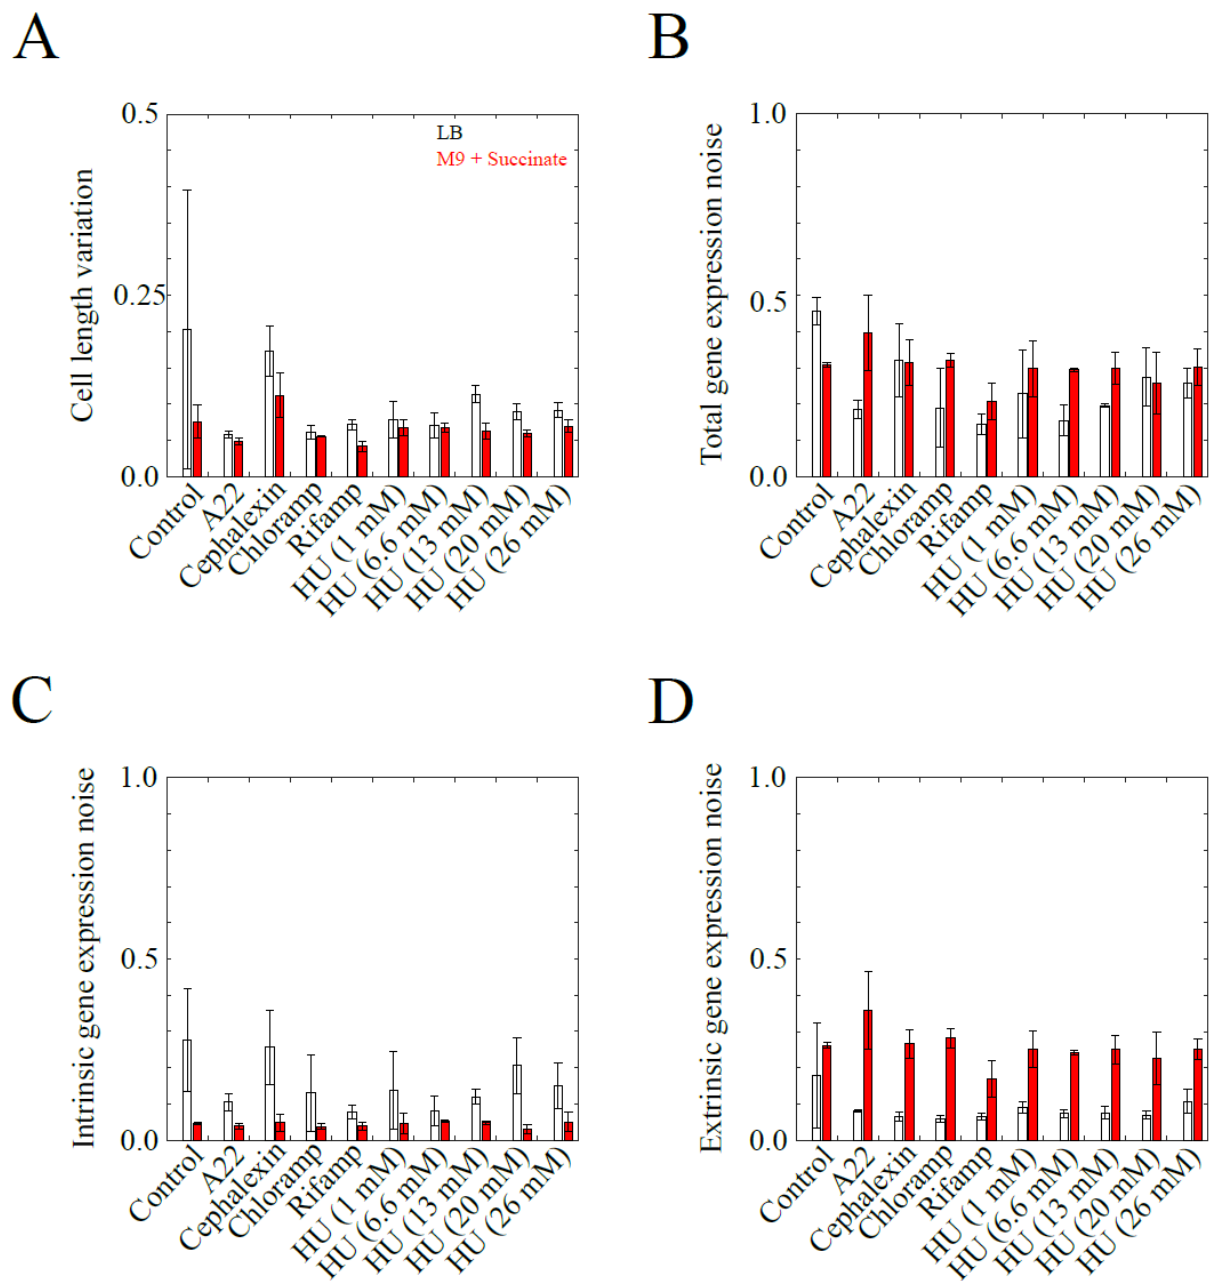 A
Cell length variation
0.5
0.25
0.0
LB
M9 + Succinate
Control
A22
Cephalexin
Chloramp
Rifamp
HU (1 mM)
HU (6.6 mM)
HU (13 mM)
HU (20 mM)
HU (26 mM)
B
Total gene expression noise
1.0
0.5
0.0
Control
A22
Cephalexin
Chloramp
Rifamp
HU (1 mM)
HU (6.6 mM)
HU (13 mM)
HU (20 mM)
HU (26 mM)
C
Intrinsic gene expression noise
1.0
0.5
0.0
Control
A22
Cephalexin
Chloramp
Rifamp
HU (1 mM)
HU (6.6 mM)
HU (13 mM)
HU (20 mM)
HU (26 mM)
D
Extrinsic gene expression noise
1.0
0.5
0.0
Control
A22
Cephalexin
Chloramp
Rifamp
HU (1 mM)
HU (6.6 mM)
HU (13 mM)
HU (20 mM)
HU (26 mM)